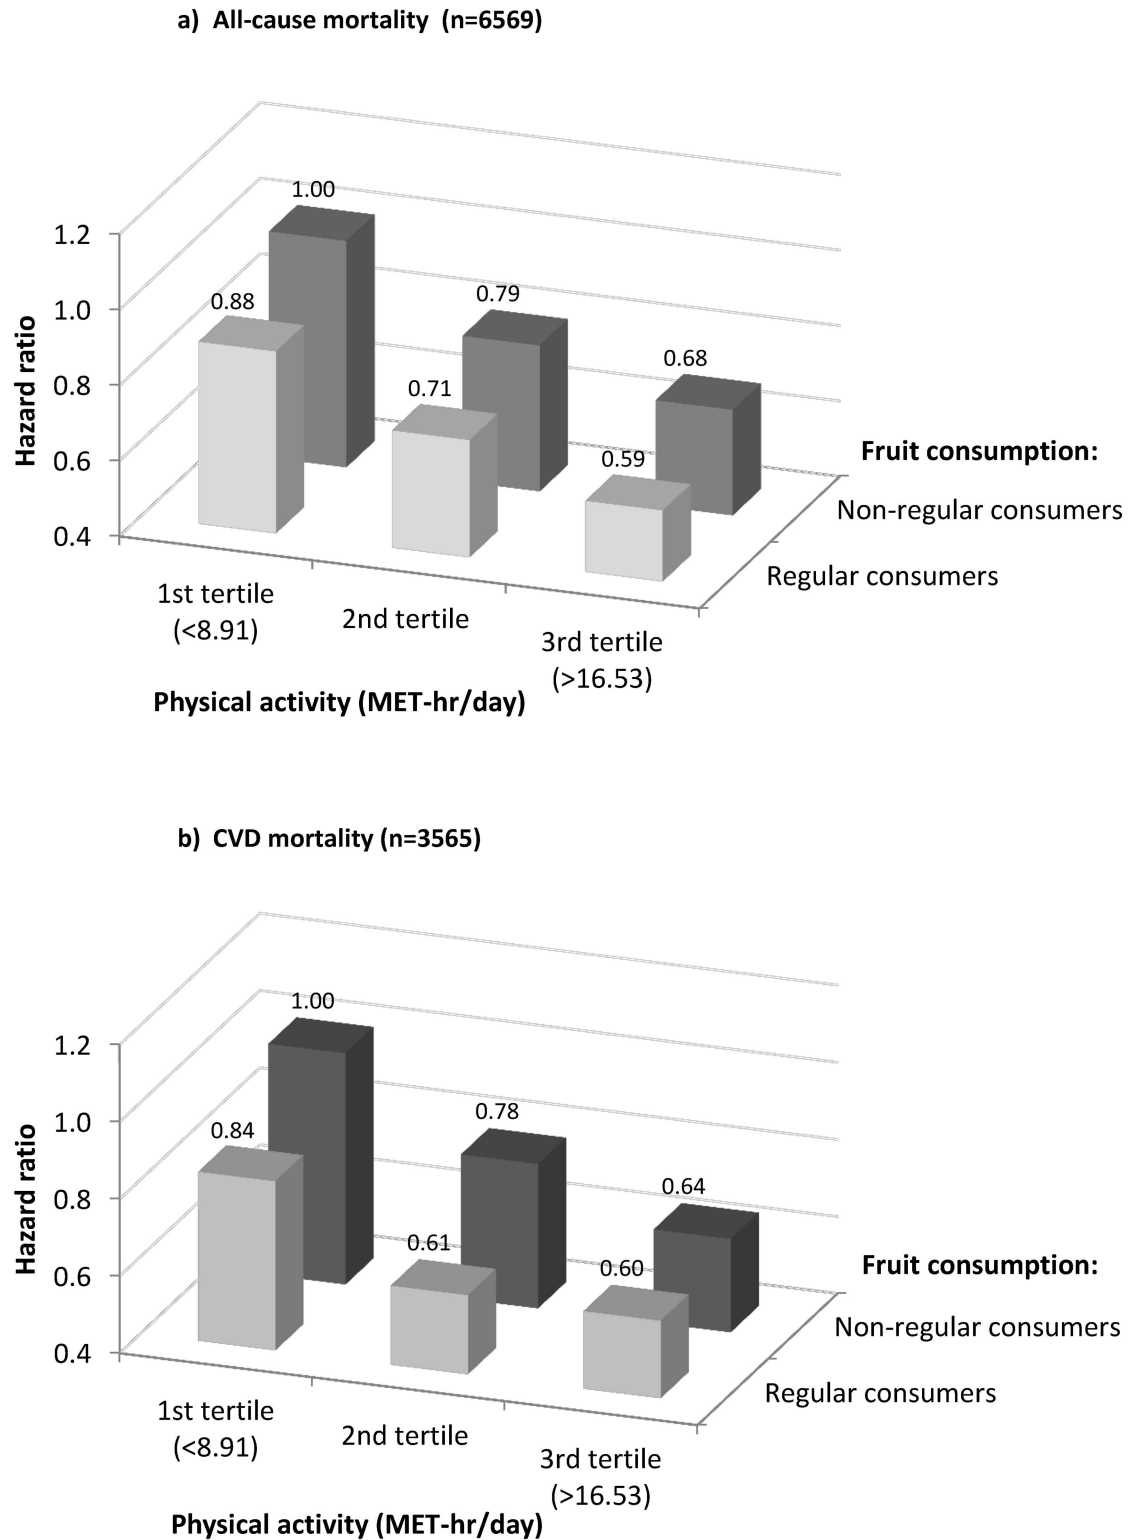 a) All-cause mortality (n=6569)
1.00
1.2
0.88
0.79
1.0
0.71
0.68
0.8
0.59
0.6
0.4
Hazard ratio
Fruit consumption:
Non-regular consumers
Regular consumers
1st tertile
(<8.91)
2nd tertile
3rd tertile
(>16.53)
Physical activity (MET-hr/day)
b) CVD mortality (n=3565)
1.00
1.2
0.84
0.78
1.0
0.64
0.61
0.60
0.8
0.6
0.4
Hazard ratio
Fruit consumption:
Non-regular consumers
Regular consumers
1st tertile
(<8.91)
2nd tertile
3rd tertile
(>16.53)
Physical activity (MET-hr/day)